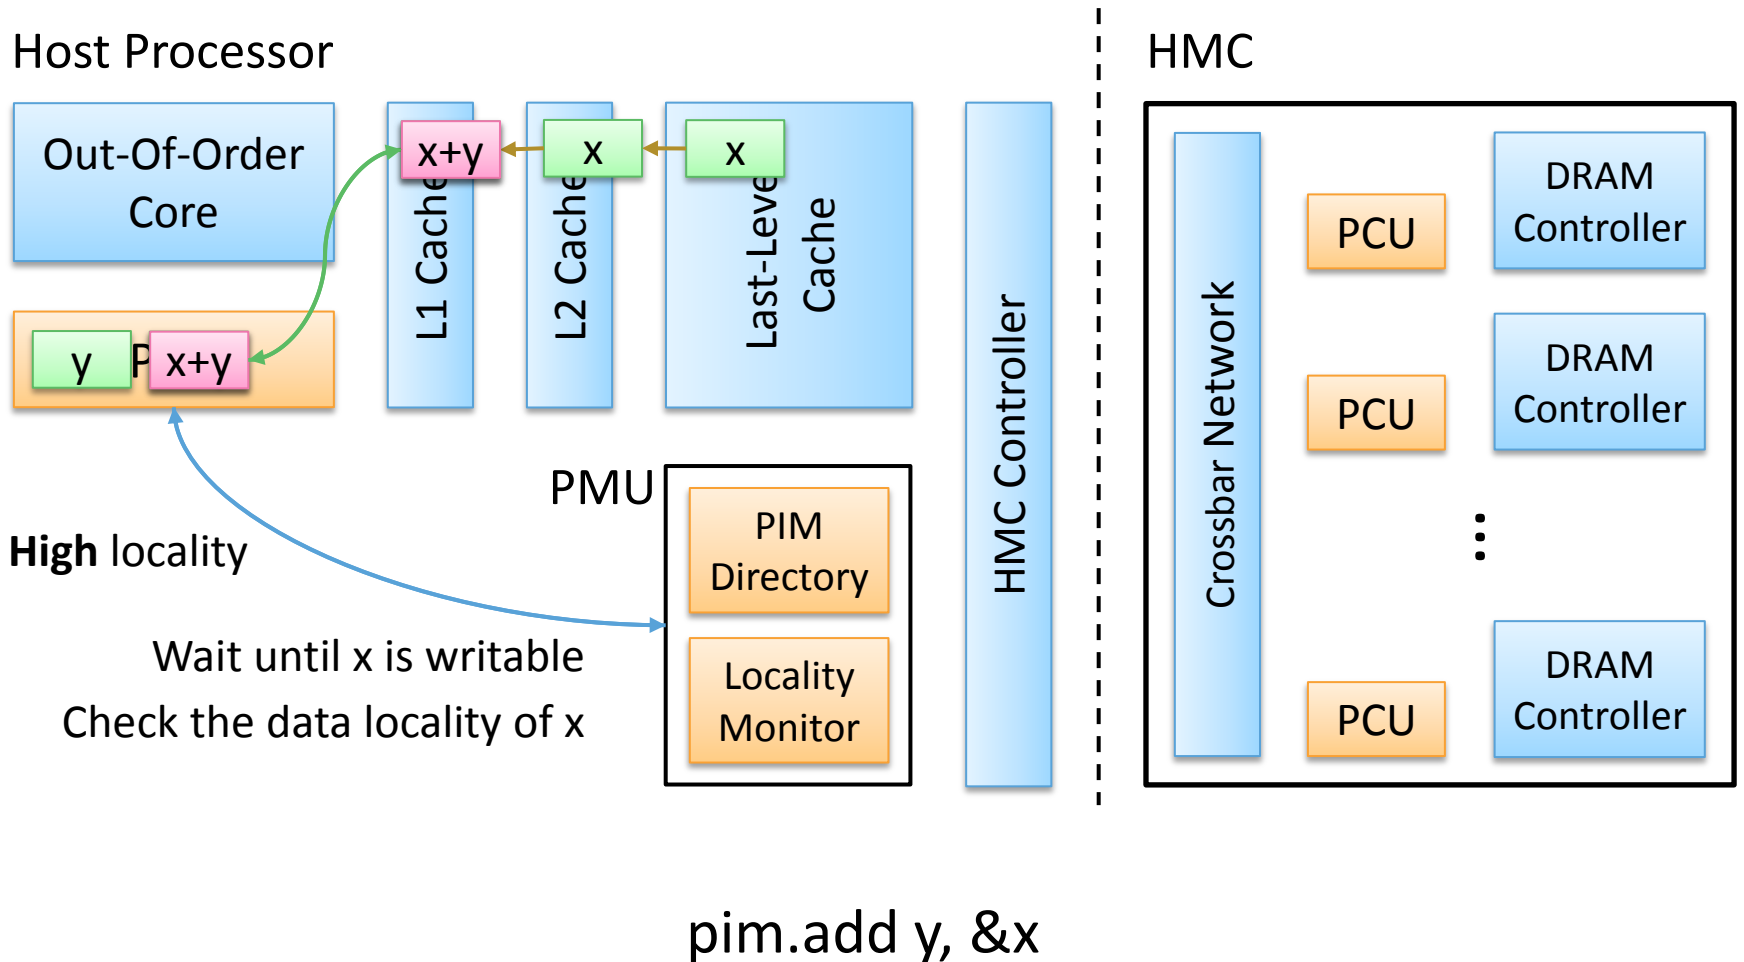 Host Processor
HMC
Out-Of-Order
Core
x+y
x
x
L1 Cache
L2 Cache
Last-Level
Cache
HMC Controller
y
P
x+y
PMU
PIM
Directory
Locality
Monitor
High locality
Wait until x is writable
Check the data locality of x
Crossbar Network
PCU
DRAM
Controller
PCU
DRAM
Controller
...
PCU
DRAM
Controller
pim.add y, &x